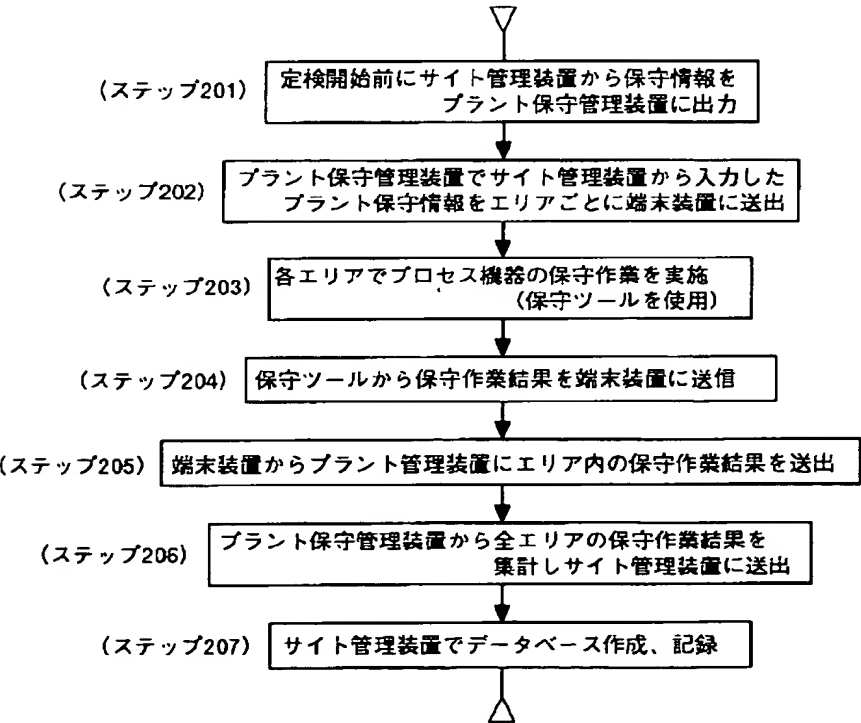 (ステップ201)
定検開始前にサイト管理装置から保守情報を
プラント保守管理装置に出力
(ステップ202)
プラント保守管理装置でサイト管理装置から入力した
プラント保守情報をエリアごとに端末装置に送出
(ステップ203)
各エリアでプロセス機器の保守作業を実施
(保守ツールを使用)
(ステップ204)
保守ツールから保守作業結果を端末装置に送信
(ステップ205)
端末装置からプラント管理装置にエリア内の保守作業結果を送出
(ステップ206)
プラント保守管理装置から全エリアの保守作業結果を
集計しサイト管理装置に送出
(ステップ207)
サイト管理装置でデータベース作成、記録